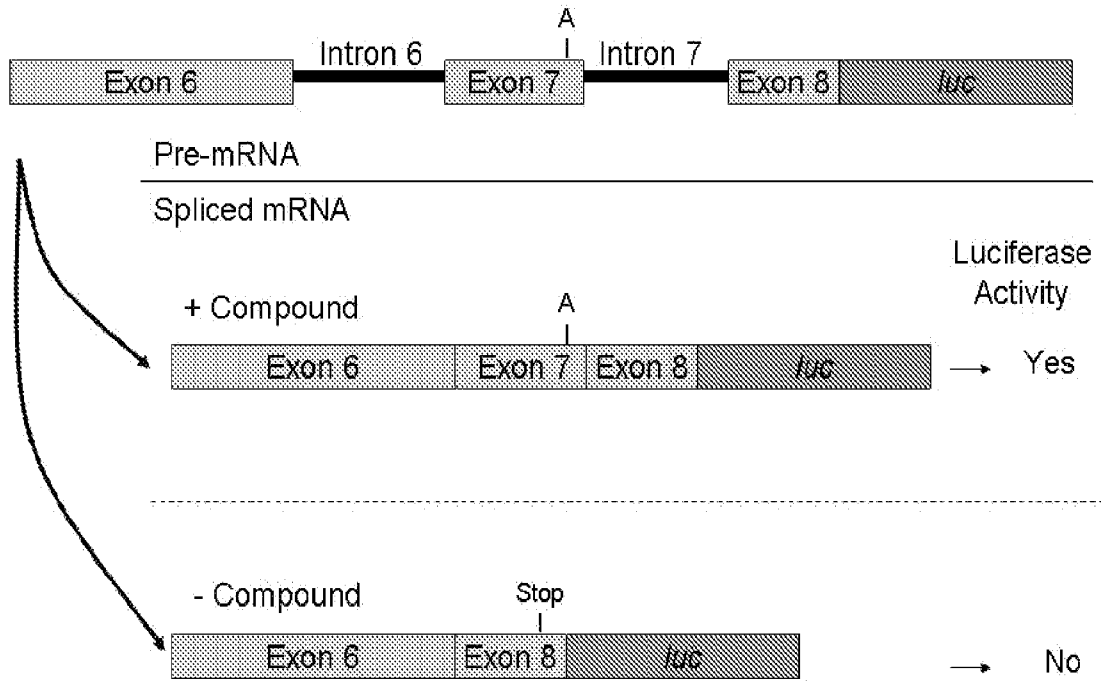 A
Intron 6 Intron 7
Exon 6 Exon 7 Exon 8 luc
Pre-mRNA
Spliced mRNA
Luciferase
Activity
+ Compound A
Exon 6 Exon 7 Exon 8 luc Yes
- Compound Stop
Exon 6 Exon 8 luc No